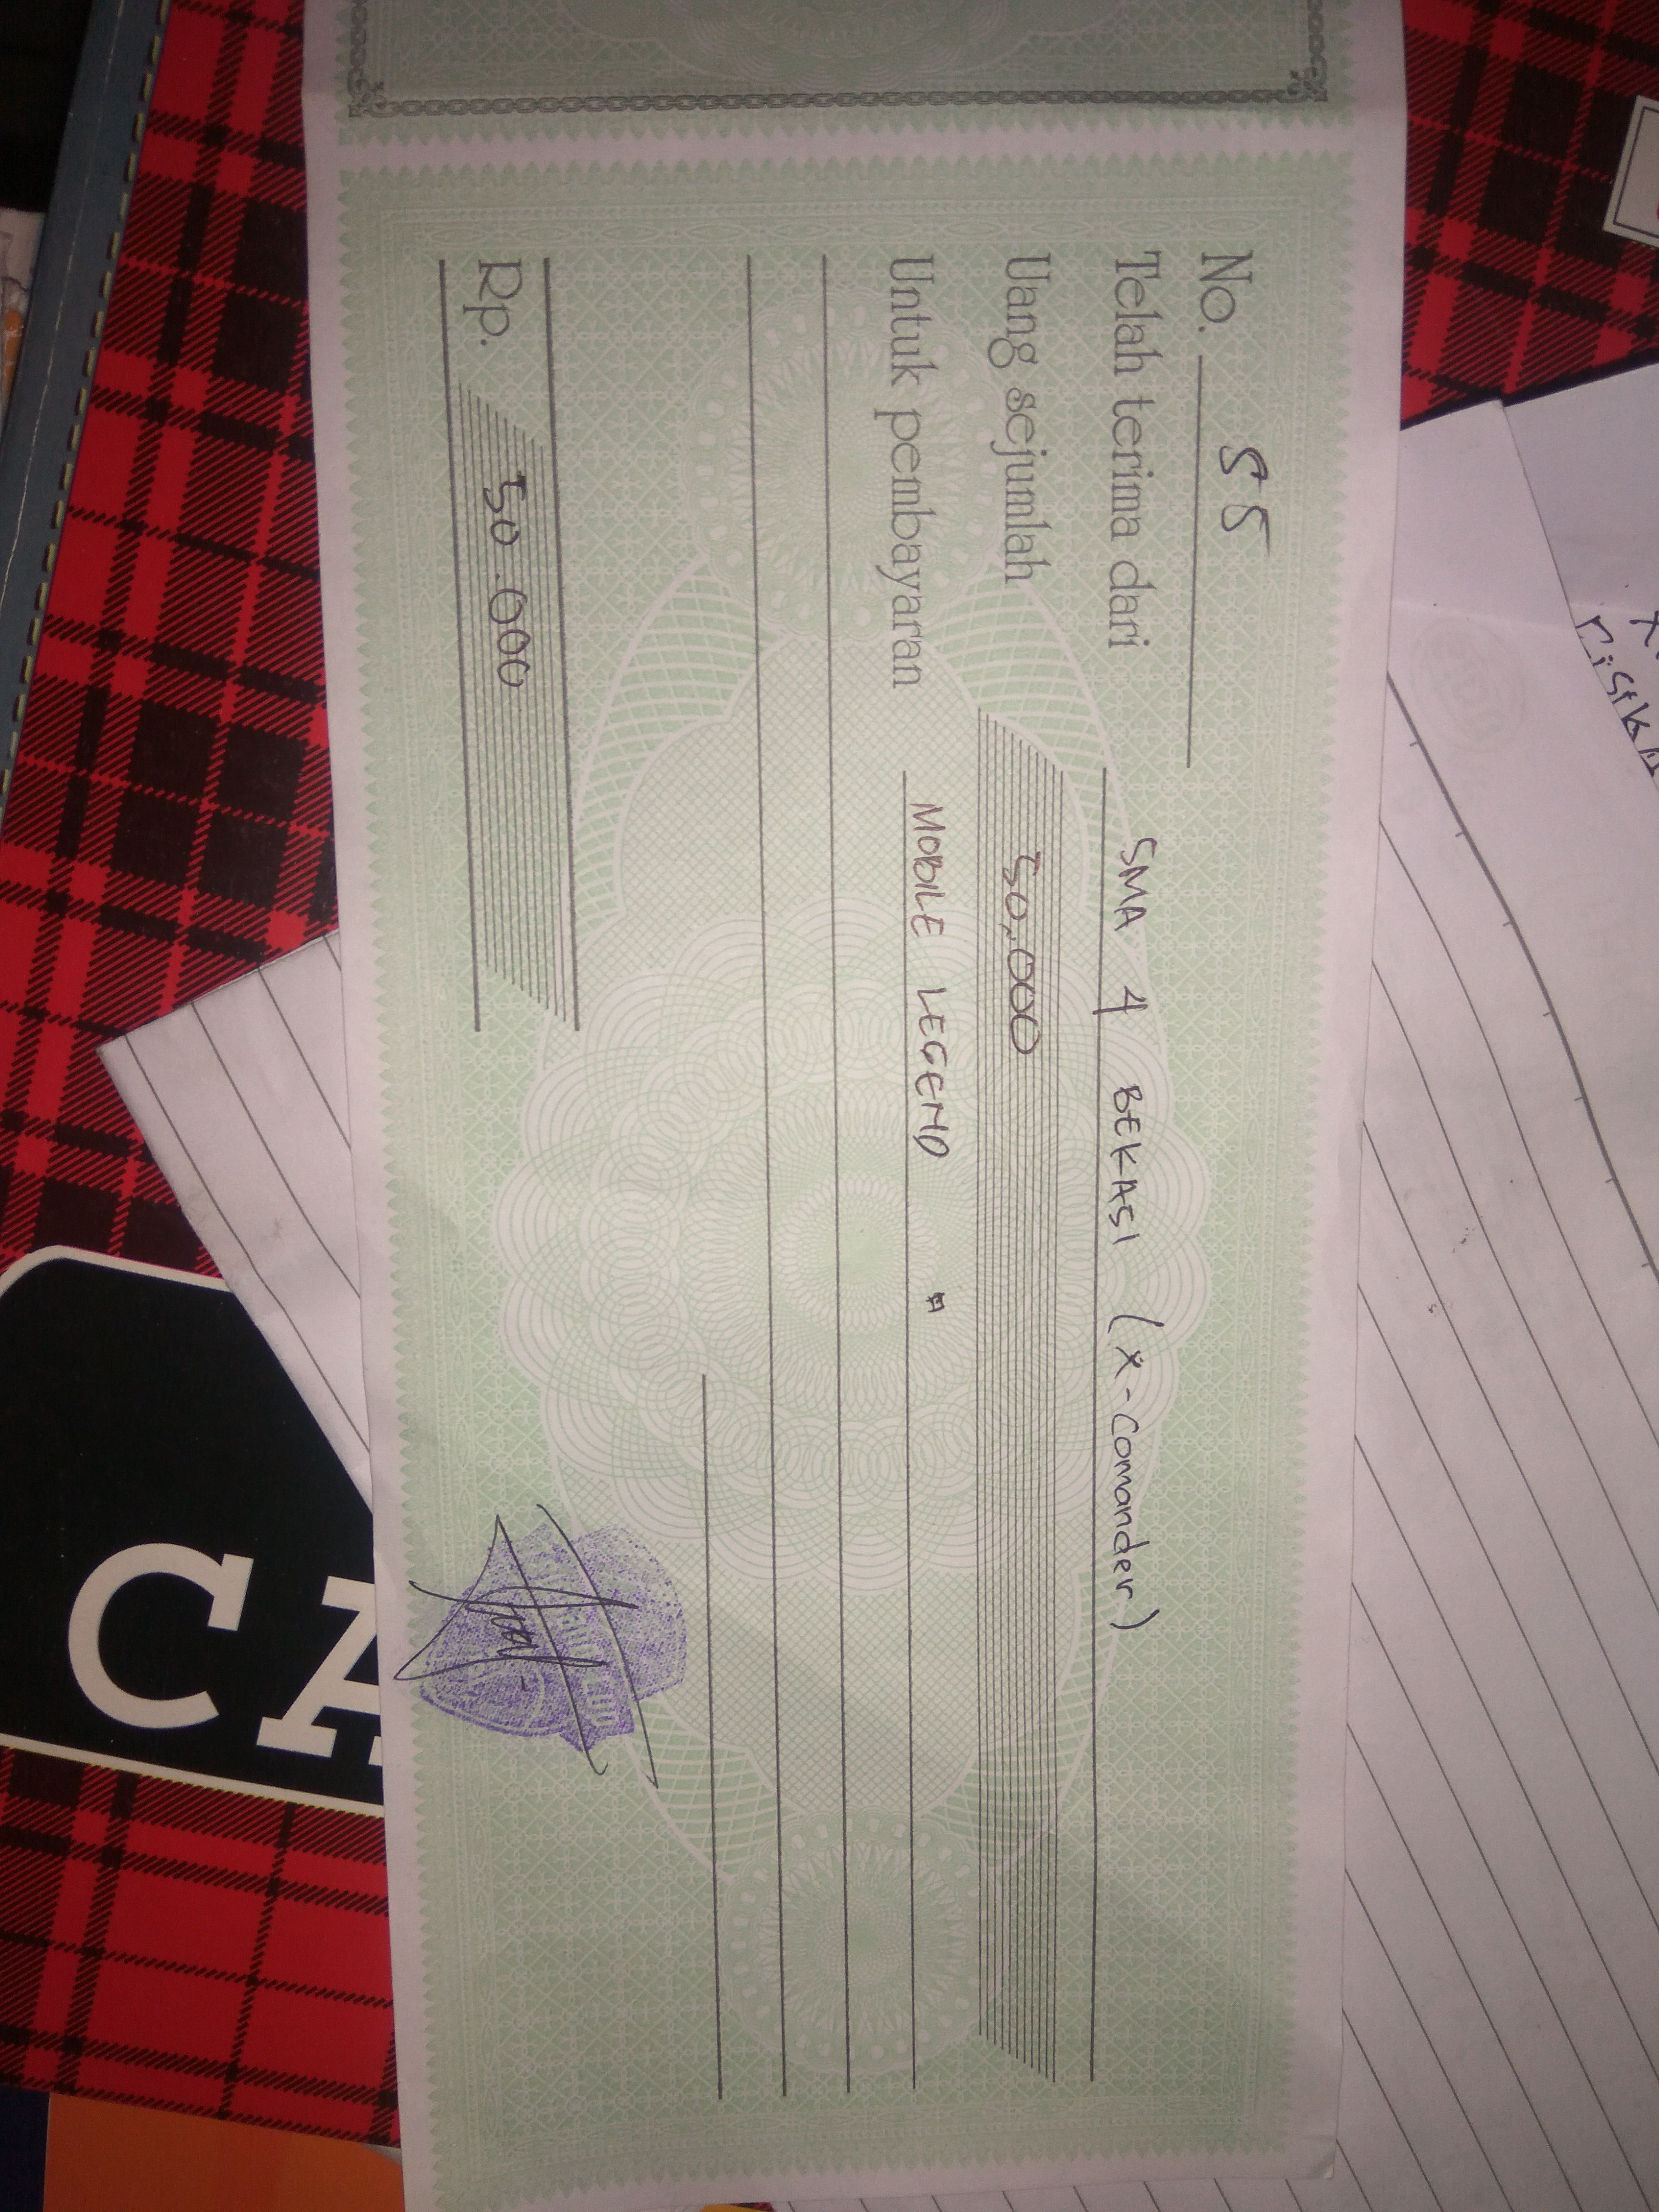 No. 55
Telah terima dari SMA 4 BEKASI (X-Comander)
Uang sejumlah 50.000
Untuk pembayaran MOBILE LEGEND
Rp. 50.000
CA